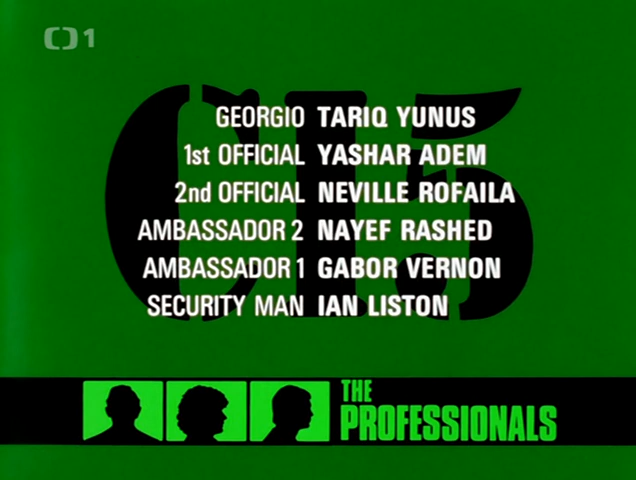 1
CI5
GEORGIO TARIQ YUNUS
1st OFFICIAL YASHAR ADEM
2nd OFFICIAL NEVILLE ROFAILA
AMBASSADOR 2 NAYEF RASHED
AMBASSADOR 1 GABOR VERNON
SECURITY MAN IAN LISTON
THE
PROFESSIONALS